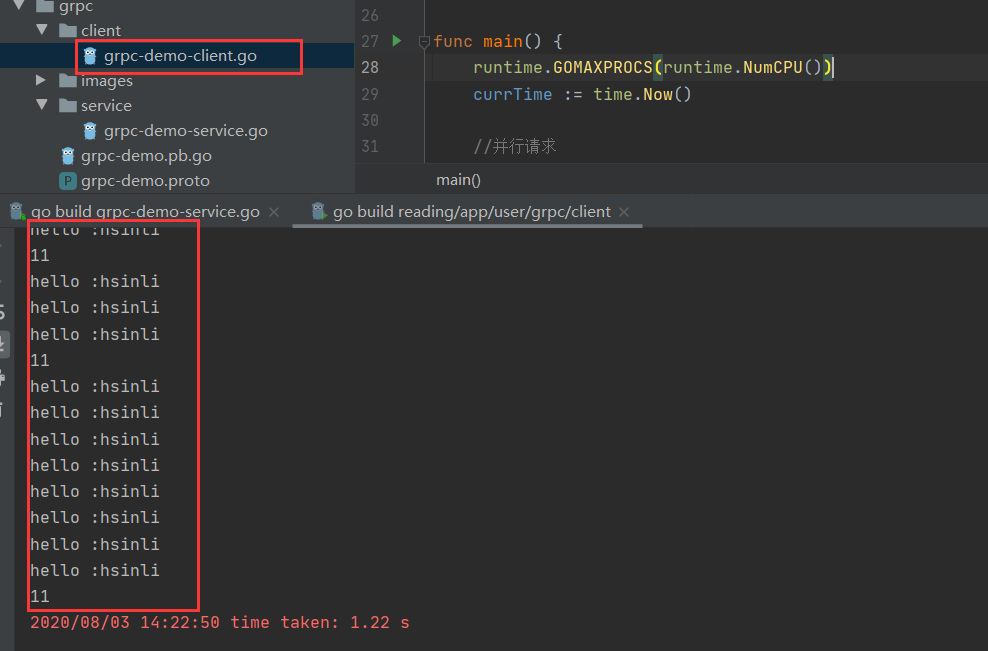 grpc
client
grpc-demo-client.go
images
service
grpc-demo-service.go
grpc-demo.pb.go
P grpc-demo.proto
26
27 func main() {
28 runtime.GOMAXPROCS(runtime.NumCPU())
29 currTime := time.Now()
30
31 //并行请求
main()
go build grpc-demo-service.go × go build reading/app/user/grpc/client ×
hello :hsinli
11
hello :hsinli
hello :hsinli
hello :hsinli
11
hello :hsinli
hello :hsinli
hello :hsinli
hello :hsinli
hello :hsinli
hello :hsinli
hello :hsinli
hello :hsinli
11
2020/08/03 14:22:50 time taken: 1.22 s